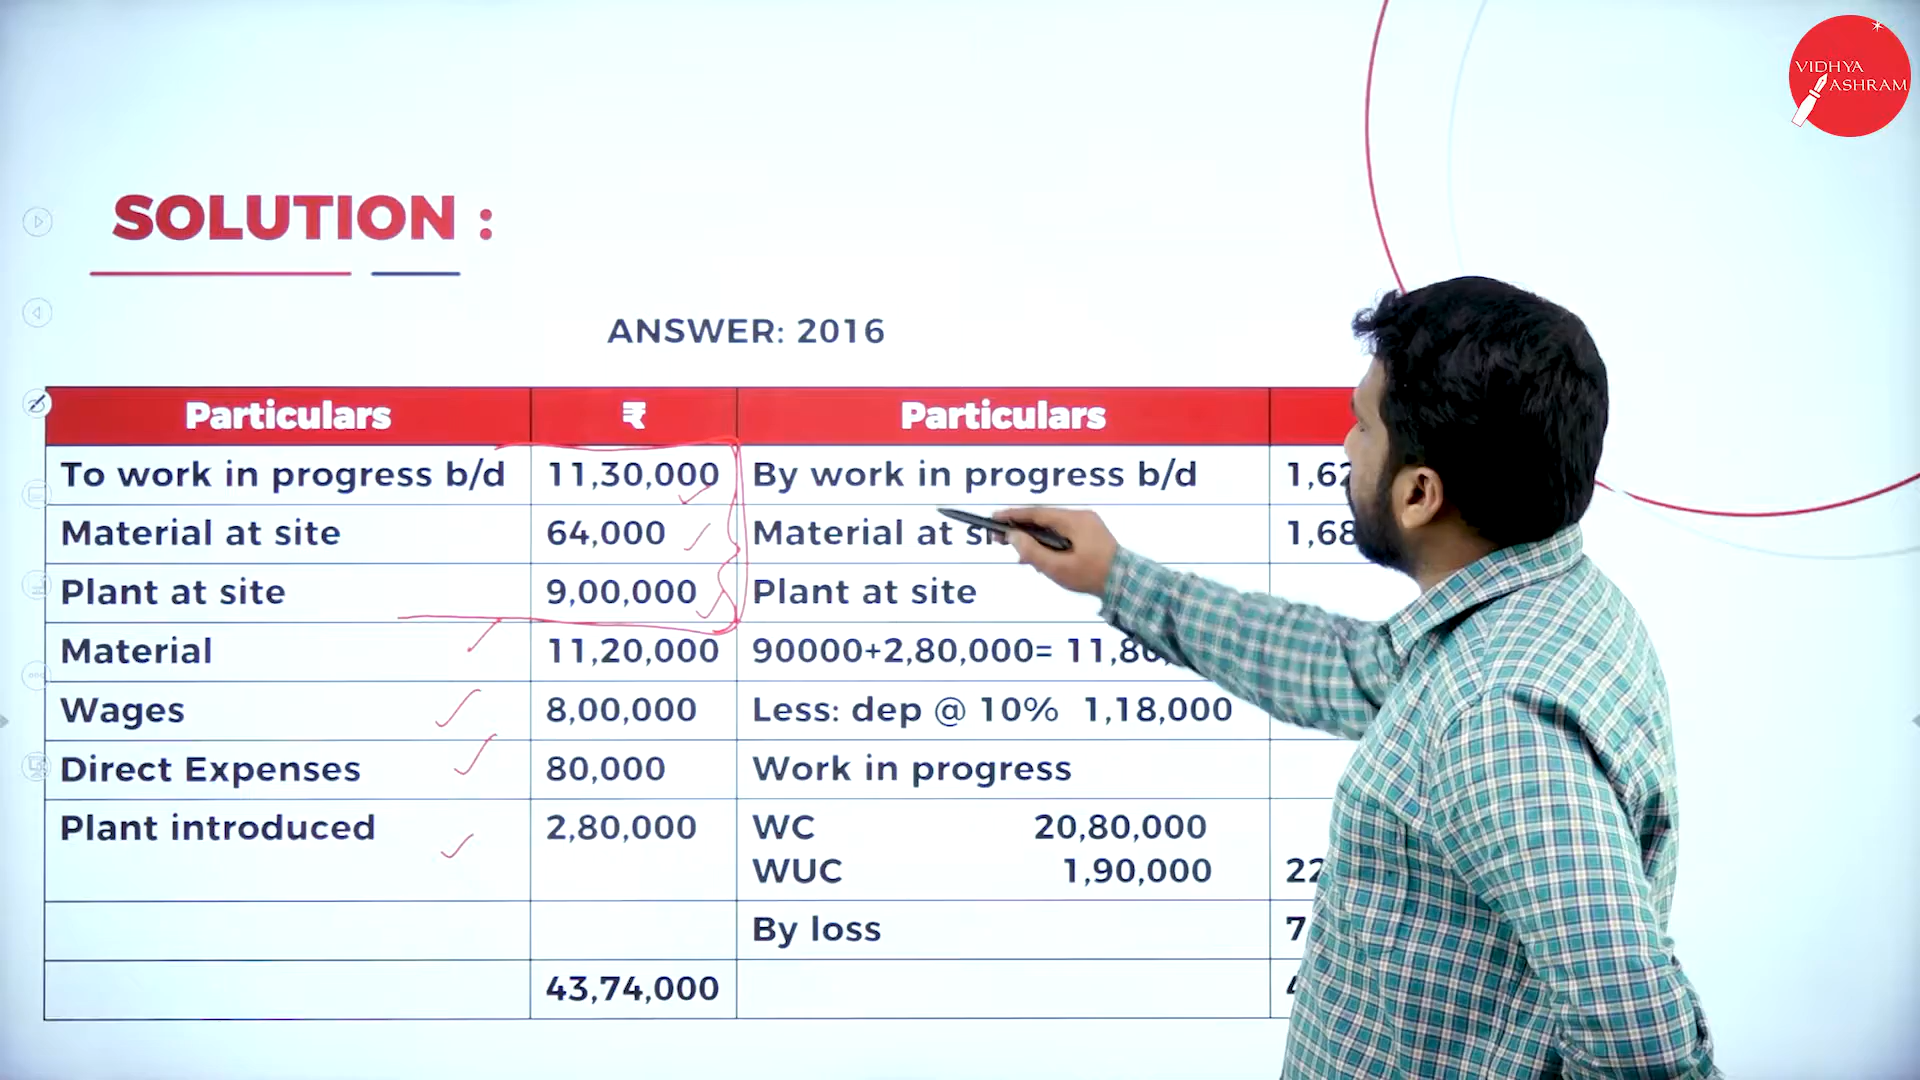 VIDHYA
ASHRAM
SOLUTION :
ANSWER: 2016
Particulars ₹ Particulars
To work in progress b/d 11,30,000 By work in progress b/d
Material at site 64,000 Material at
Plant at site 9,00,000 Plant at site
Material 11,20,000 90000+2,80,000=
Wages 8,00,000 Less: dep @ 10% 1,18,000
Direct Expenses 80,000 Work in progress
Plant introduced 2,80,000 WC 20,80,000
WUC 1,90,000
By loss
43,74,000